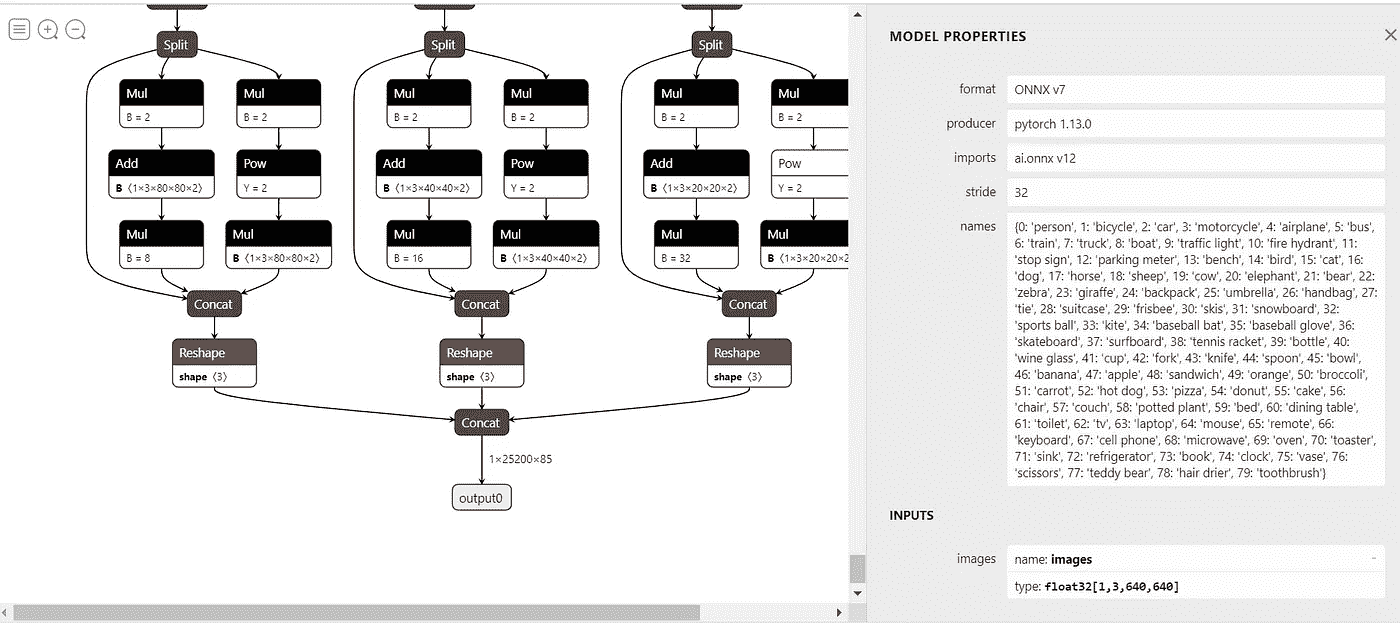 Split
Split
Split
Mul
B = 2
Mul
B = 2
Mul
B = 2
Mul
B = 2
Mul
B = 2
Mul
B = 2
Add
B ⟨1×3×80×80×2⟩
Pow
Y = 2
Add
B ⟨1×3×40×40×2⟩
Pow
Y = 2
Add
B ⟨1×3×20×20×2⟩
Pow
Y = 2
Mul
B = 8
Mul
B ⟨1×3×80×80×2⟩
Mul
B = 16
Mul
B ⟨1×3×40×40×2⟩
Mul
B = 32
Mul
B ⟨1×3×20×20×2
Concat
Concat
Concat
Reshape
shape ⟨3⟩
Reshape
shape ⟨3⟩
Reshape
shape ⟨3⟩
Concat
1×25200×85
output0
MODEL PROPERTIES
format
ONNX v7
producer
pytorch 1.13.0
imports
ai.onnx v12
stride
32
names
{0: 'person', 1: 'bicycle', 2: 'car', 3: 'motorcycle', 4: 'airplane', 5: 'bus',
6: 'train', 7: 'truck', 8: 'boat', 9: 'traffic light', 10: 'fire hydrant', 11:
'stop sign', 12: 'parking meter', 13: 'bench', 14: 'bird', 15: 'cat', 16:
'dog', 17: 'horse', 18: 'sheep', 19: 'cow', 20: 'elephant', 21: 'bear', 22:
'zebra', 23: 'giraffe', 24: 'backpack', 25: 'umbrella', 26: 'handbag', 27:
'tie', 28: 'suitcase', 29: 'frisbee', 30: 'skis', 31: 'snowboard', 32:
'sports ball', 33: 'kite', 34: 'baseball bat', 35: 'baseball glove', 36:
'skateboard', 37: 'surfboard', 38: 'tennis racket', 39: 'bottle', 40:
'wine glass', 41: 'cup', 42: 'fork', 43: 'knife', 44: 'spoon', 45: 'bowl',
46: 'banana', 47: 'apple', 48: 'sandwich', 49: 'orange', 50: 'broccoli',
51: 'carrot', 52: 'hot dog', 53: 'pizza', 54: 'donut', 55: 'cake', 56:
'chair', 57: 'couch', 58: 'potted plant', 59: 'bed', 60: 'dining table',
61: 'toilet', 62: 'tv', 63: 'laptop', 64: 'mouse', 65: 'remote', 66:
'keyboard', 67: 'cell phone', 68: 'microwave', 69: 'oven', 70: 'toaster',
71: 'sink', 72: 'refrigerator', 73: 'book', 74: 'clock', 75: 'vase', 76:
'scissors', 77: 'teddy bear', 78: 'hair drier', 79: 'toothbrush'}
INPUTS
images
name: images
type: float32[1,3,640,640]